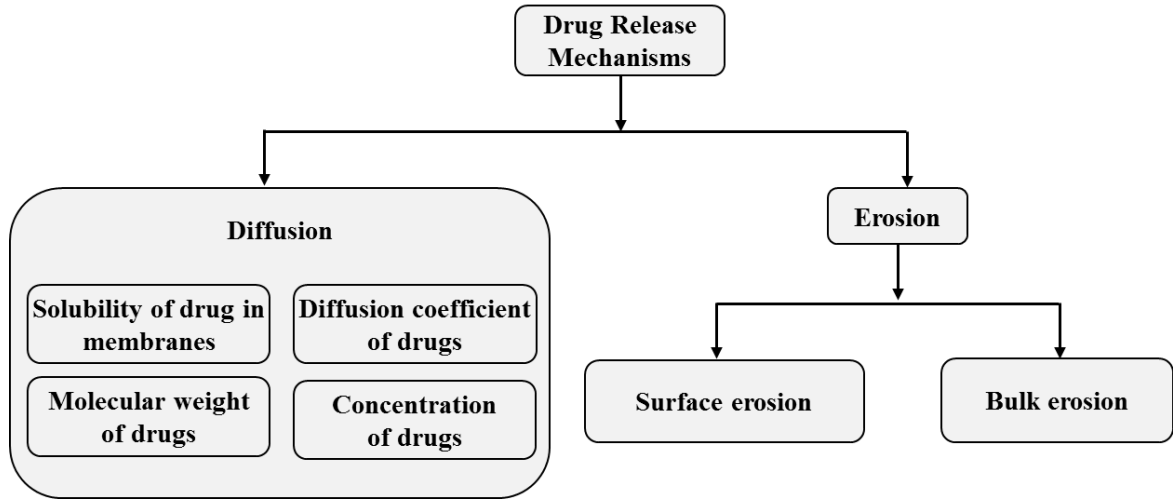 Drug Release
Mechanisms
Diffusion
Solubility of drug in
membranes
Diffusion coefficient
of drugs
Molecular weight
of drugs
Concentration
of drugs
Erosion
Surface erosion
Bulk erosion